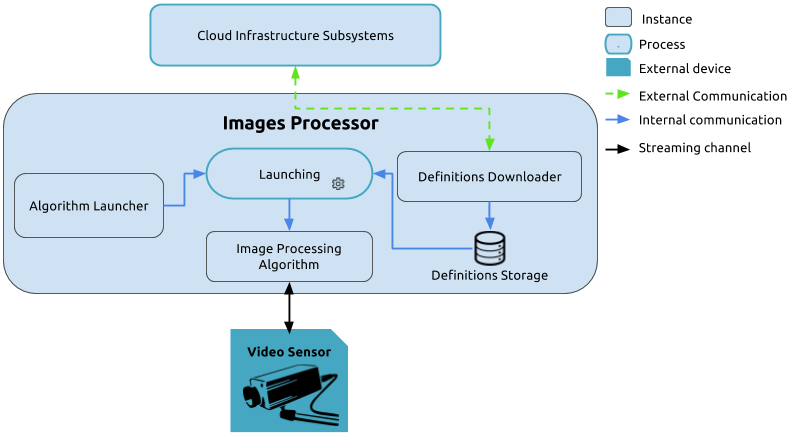 Cloud Infrastructure Subsystems
Instance
Process
External device
External Communication
Internal communication
Streaming channel
Images Processor
Launching
Algorithm Launcher
Definitions Downloader
Image Processing
Algorithm
Definitions Storage
Video Sensor